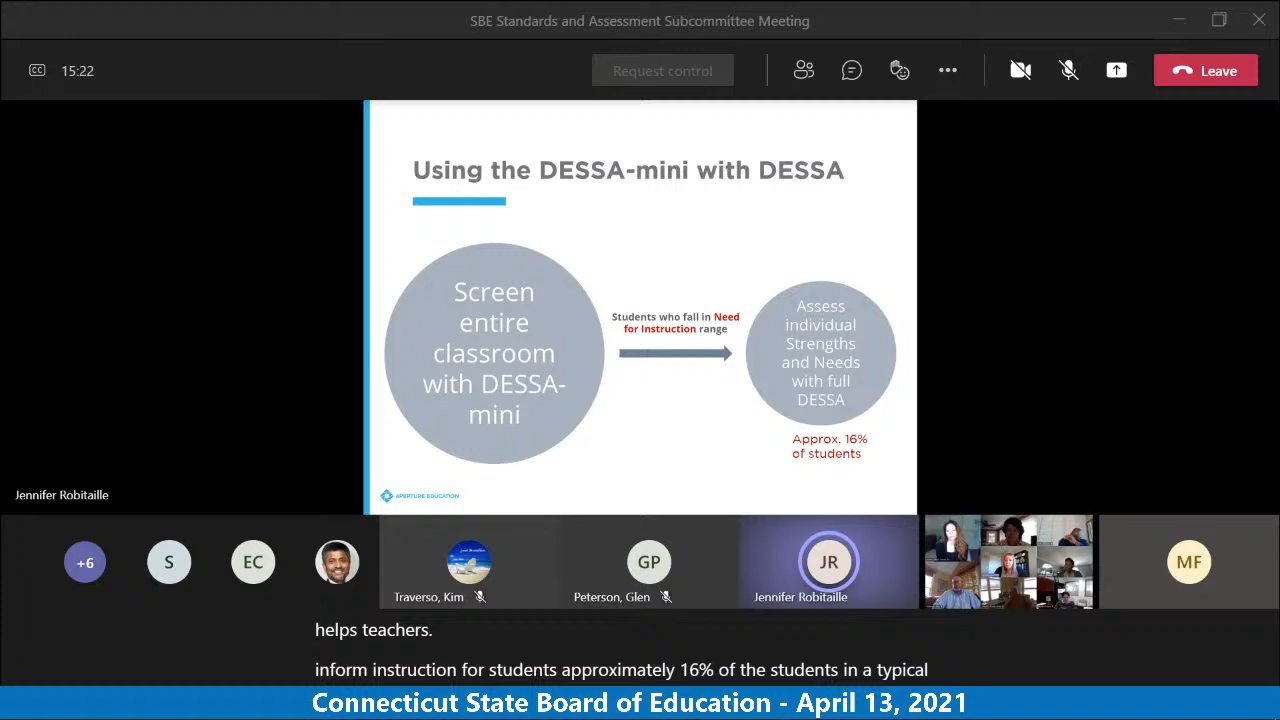 SBE Standards and Assessment Subcommittee Meeting
CC
15:22
Request control
Leave
Using the DESSA-mini with DESSA
Screen
entire
classroom
with DESSA-
mini
Students who fall in Need
for Instruction range
Assess
individual
Strengths
and Needs
with full
DESSA
Approx. 16%
of students
APERTURE EDUCATION
Jennifer Robitaille
+6
S
EC
Traverso, Kim
GP
Peterson, Glen
JR
Jennifer Robitaille
MF
helps teachers.
inform instruction for students approximately 16% of the students in a typical
Connecticut State Board of Education - April 13, 2021